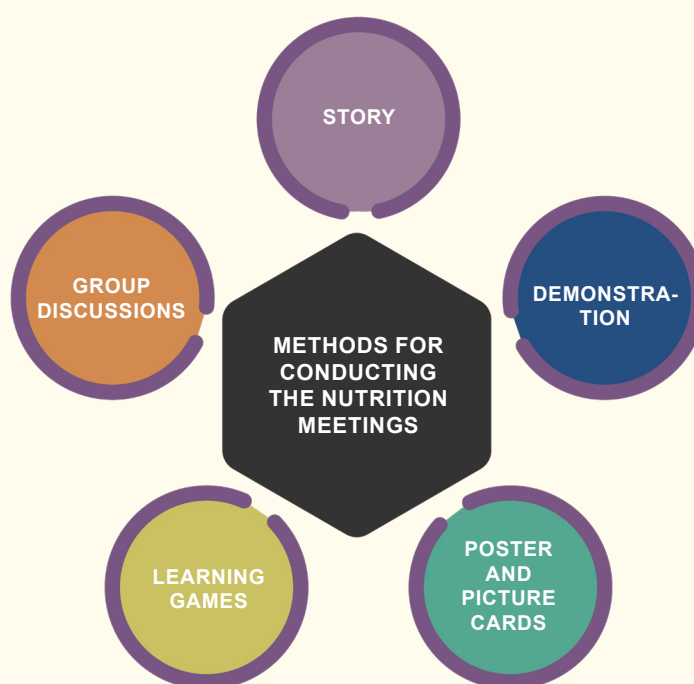 STORY
GROUP
DISCUSSIONS
DEMONSTRA-
TION
METHODS FOR
CONDUCTING
THE NUTRITION
MEETINGS
LEARNING
GAMES
POSTER
AND
PICTURE
CARDS